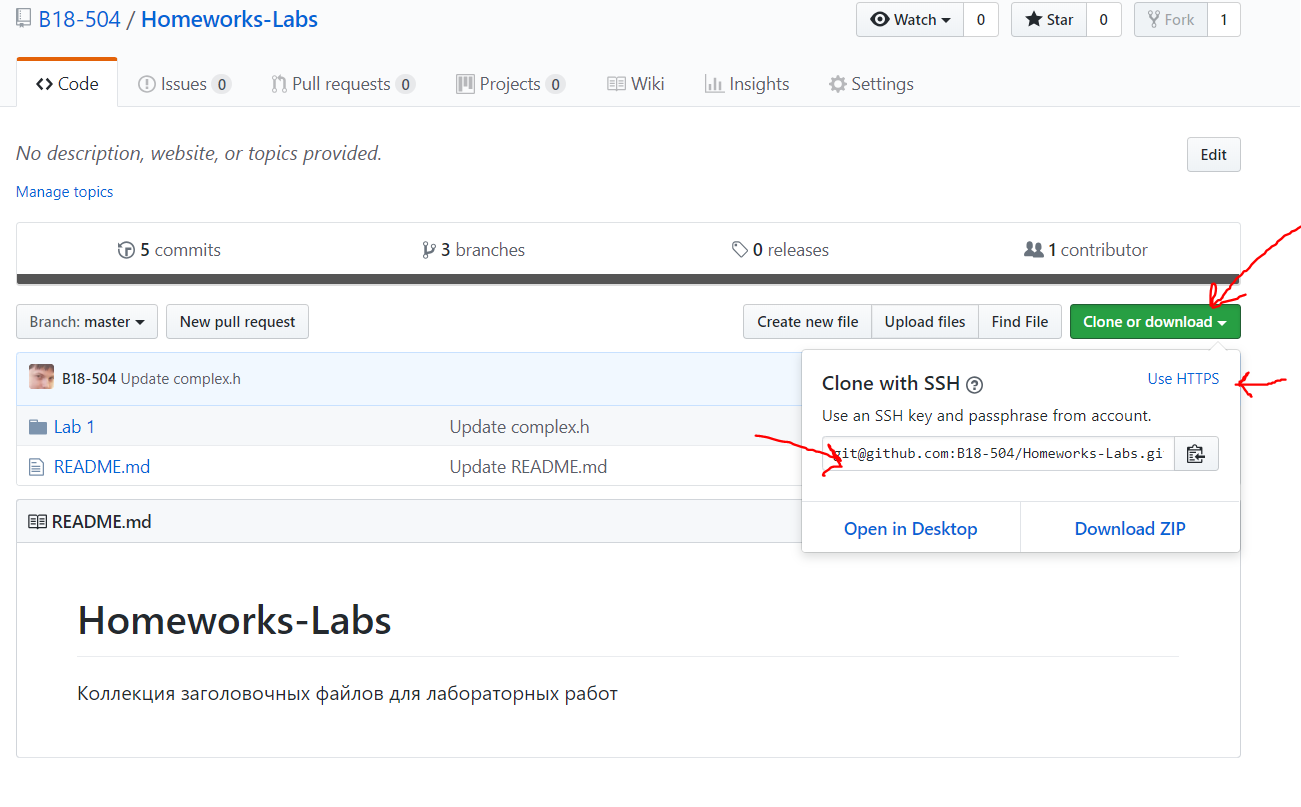 B18-504 / Homeworks-Labs
Watch 0 Star 0 Fork 1
Code Issues 0 Pull requests 0 Projects 0 Wiki Insights Settings
No description, website, or topics provided.
Edit
Manage topics
5 commits 3 branches 0 releases 1 contributor
Branch: master New pull request Create new file Upload files Find File Clone or download
B18-504 Update complex.h
Lab 1 Update complex.h
README.md Update README.md
Clone with SSH
Use HTTPS
Use an SSH key and passphrase from account.
git@github.com:B18-504/Homeworks-Labs.gi
Open in Desktop Download ZIP
README.md
Homeworks-Labs
Коллекция заголовочных файлов для лабораторных работ